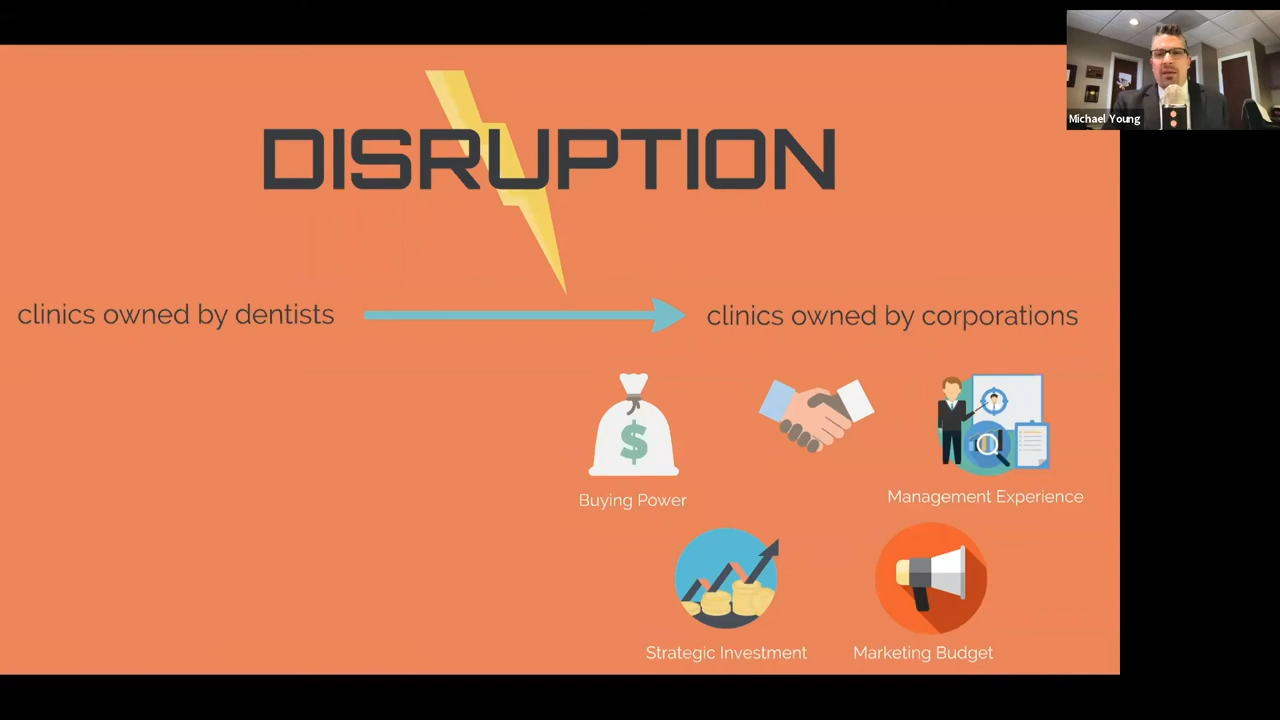 Michael Young
DISRUPTION
clinics owned by dentists
clinics owned by corporations
$
Buying Power
Management Experience
Strategic Investment
Marketing Budget